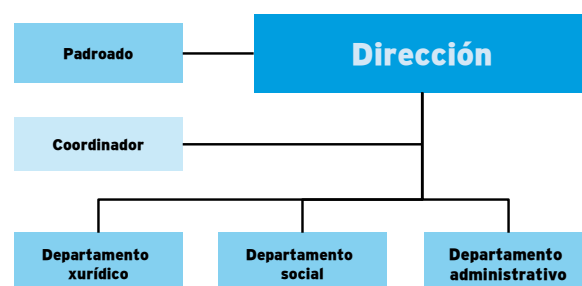 Padroado
Dirección
Coordinador
Departamento
xurídico
Departamento
social
Departamento
administrativo